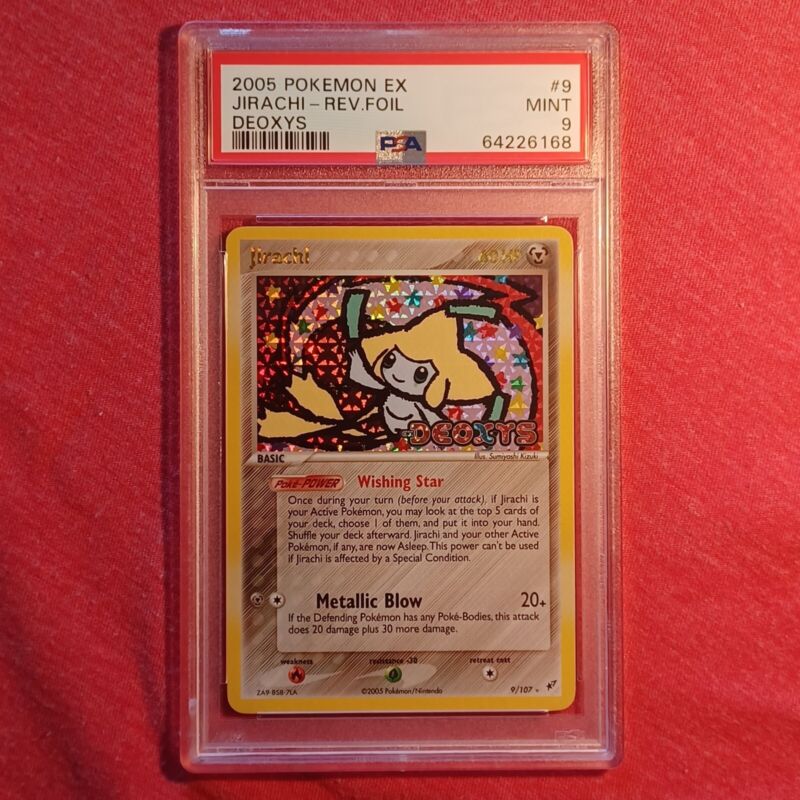 2005 POKEMON EX #9
JIRACHI - REV.FOIL MINT
DEOXYS 9
PSA 64226168
Jirachi 60 HP
DEOXYS
BASIC Illus. Sumiyoshi Kizuki
Poké-POWER Wishing Star
Once during your turn (before your attack), if Jirachi is
your Active Pokémon, you may look at the top 5 cards of
your deck, choose 1 of them, and put it into your hand.
Shuffle your deck afterward. Jirachi and your other Active
Pokémon, if any, are now Asleep. This power can't be used
if Jirachi is affected by a Special Condition.
Metallic Blow 20+
If the Defending Pokémon has any Poké-Bodies, this attack
does 20 damage plus 30 more damage.
weakness resistance -30 retreat cost
ZA9-BSB-7LA ©2005 Pokémon/Nintendo 9/107